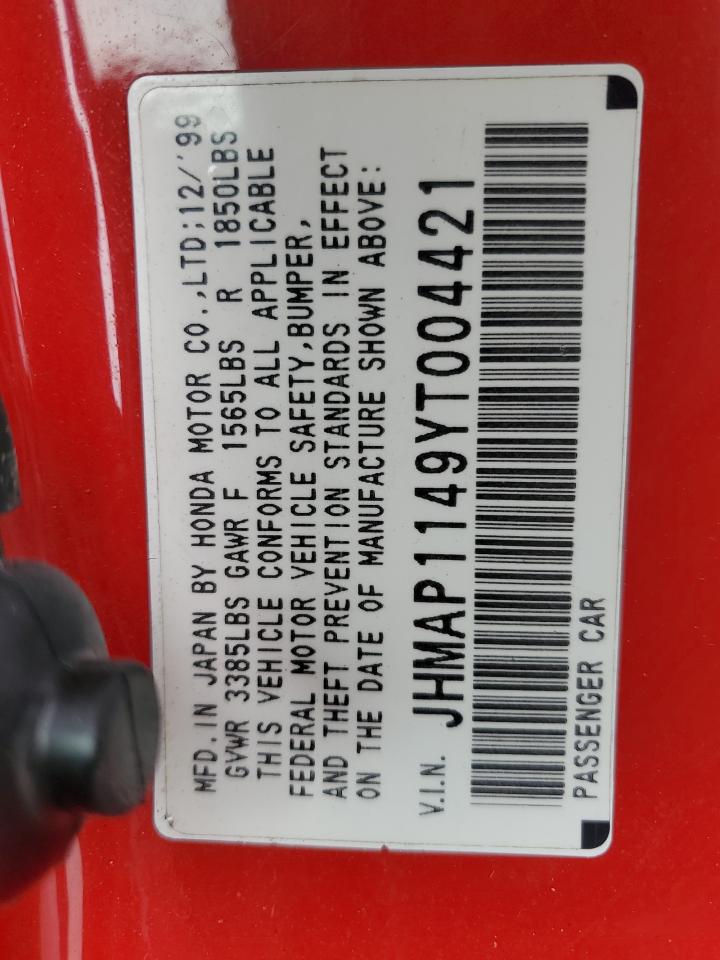 MFD. IN JAPAN BY HONDA MOTOR CO.,LTD;12/'99
GVWR 3385LBS GAWR F 1565LBS R 1850LBS
THIS VEHICLE CONFORMS TO ALL APPLICABLE
FEDERAL MOTOR VEHICLE SAFETY,BUMPER,
AND THEFT PREVENTION STANDARDS IN EFFECT
ON THE DATE OF MANUFACTURE SHOWN ABOVE:
V.I.N. JHMAP1149YT004421
PASSENGER CAR